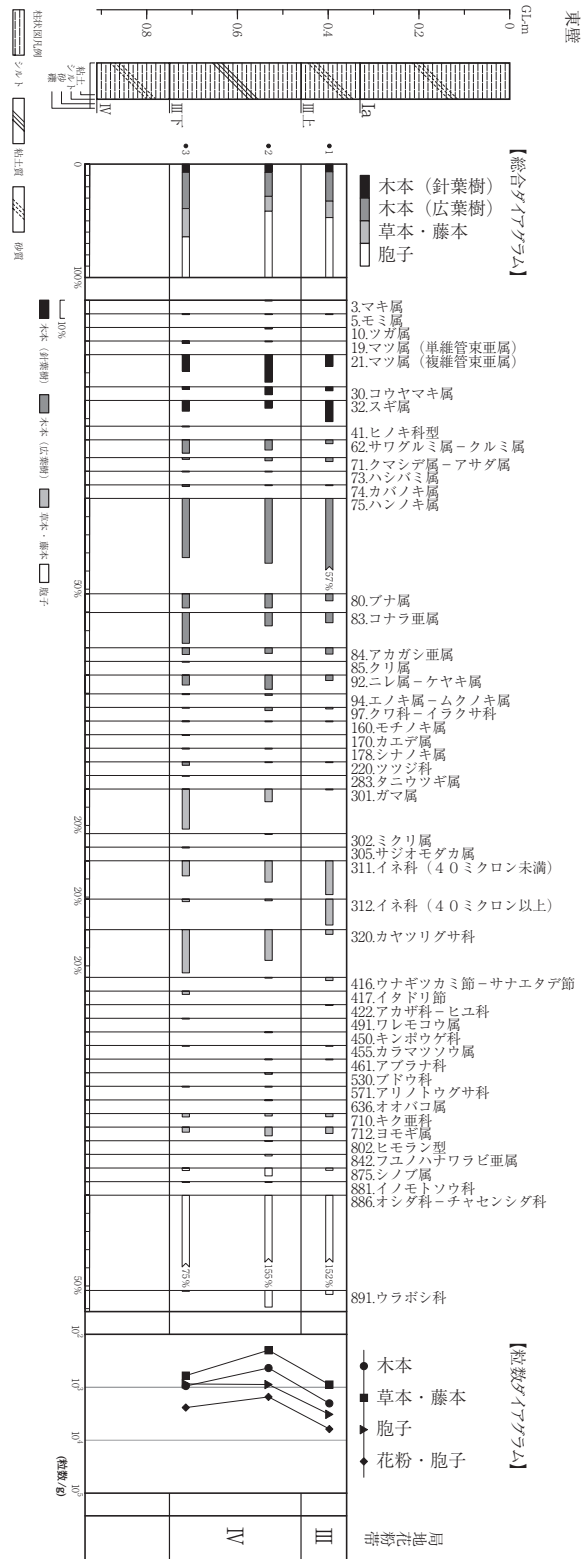 東壁
GL-m
0
0.2
0.4
0.6
0.8
Ia
Ⅲ上
Ⅲ下
Ⅳ
粘土
シルト
砂
礫
柱状図凡例
シルト
粘土質
砂質
【総合ダイアグラム】
木本（針葉樹）
木本（広葉樹）
草本・藤本
胞子
1
2
3
0
100%
3.マキ属
5.モミ属
10.ツガ属
19.マツ属（単維管束亜属）
21.マツ属（複維管束亜属）
30.コウヤマキ属
32.スギ属
41.ヒノキ科型
62.サワグルミ属－クルミ属
71.クマシデ属－アサダ属
73.ハシバミ属
74.カバノキ属
75.ハンノキ属
57%
50%
80.ブナ属
83.コナラ亜属
84.アカガシ亜属
85.クリ属
92.ニレ属－ケヤキ属
94.エノキ属－ムクノキ属
97.クワ科－イラクサ科
160.モチノキ属
170.カエデ属
178.シナノキ属
220.ツツジ科
283.タニウツギ属
301.ガマ属
20%
302.ミクリ属
305.サジオモダカ属
311.イネ科（４０ミクロン未満）
20%
312.イネ科（４０ミクロン以上）
320.カヤツリグサ科
20%
416.ウナギツカミ節－サナエタデ節
417.イタドリ節
422.アカザ科－ヒユ科
491.ワレモコウ属
450.キンポウゲ科
455.カラマツソウ属
461.アブラナ科
530.ブドウ科
571.アリノトウグサ科
636.オオバコ属
710.キク亜科
712.ヨモギ属
802.ヒモラン型
842.フユノハナワラビ亜属
875.シノブ属
881.イノモトソウ科
886.オシダ科－チャセンシダ科
152%
155%
75%
50%
891.ウラボシ科
10%
木本（針葉樹）
木本（広葉樹）
草本・藤本
胞子
【粒数ダイアグラム】
木本
草本・藤本
胞子
花粉・胞子
10²
10³
10⁴
10⁵
(粒数/g)
局地花粉帯
Ⅲ
Ⅳ